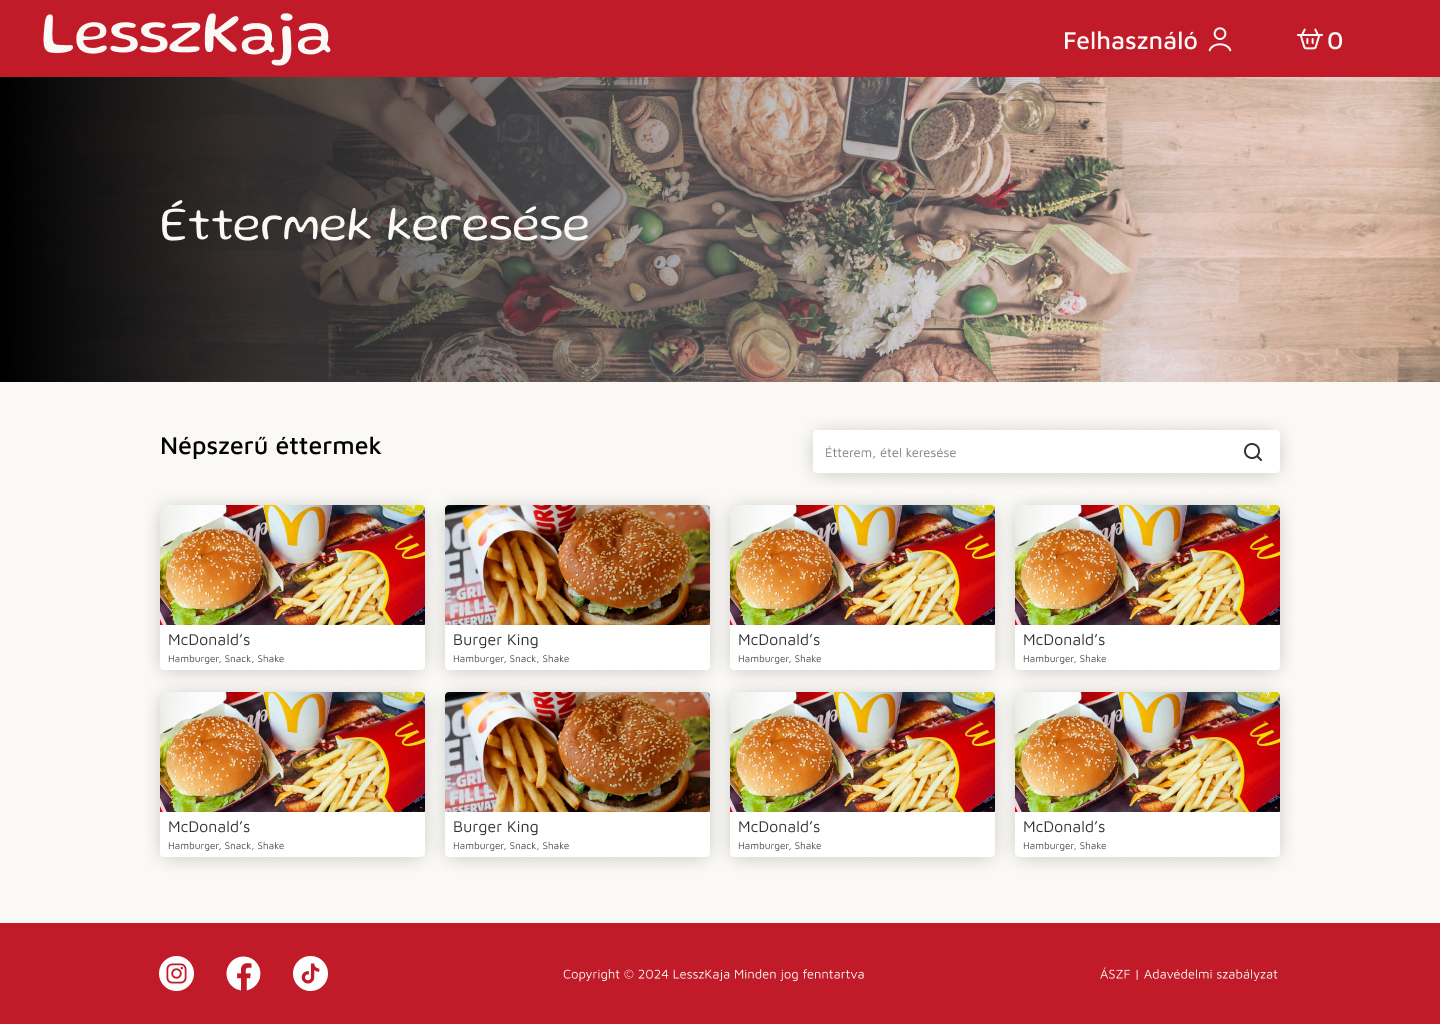 LesszKaja
Felhasználó
0
Éttermek keresése
Népszerű éttermek
Étterem, étel keresése
McDonald’s
Hamburger, Snack, Shake
Burger King
Hamburger, Snack, Shake
McDonald’s
Hamburger, Shake
McDonald’s
Hamburger, Shake
McDonald’s
Hamburger, Snack, Shake
Burger King
Hamburger, Snack, Shake
McDonald’s
Hamburger, Shake
McDonald’s
Hamburger, Shake
Copyright © 2024 LesszKaja Minden jog fenntartva
ÁSZF | Adavédelmi szabályzat